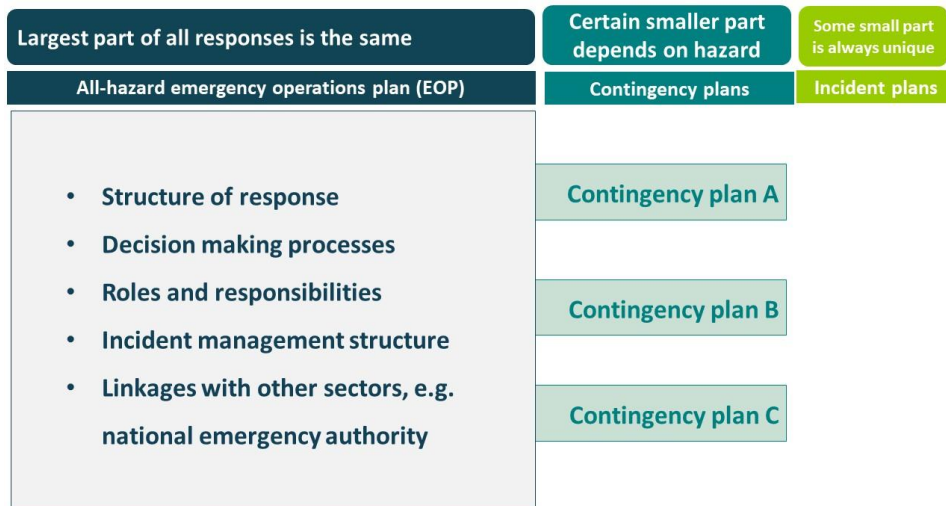 Largest part of all responses is the same
Certain smaller part
depends on hazard
Some small part
is always unique
All-hazard emergency operations plan (EOP)
Contingency plans
Incident plans
• Structure of response
• Decision making processes
• Roles and responsibilities
• Incident management structure
• Linkages with other sectors, e.g.
national emergency authority
Contingency plan A
Contingency plan B
Contingency plan C